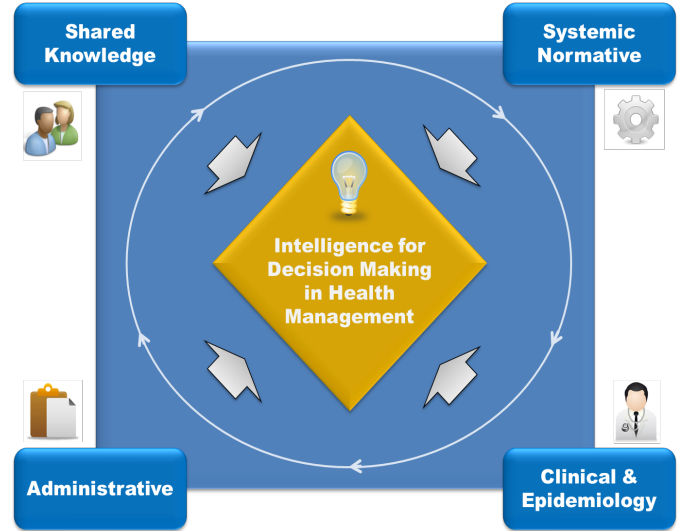 Shared
Knowledge
Systemic
Normative
Intelligence for
Decision Making
in Health
Management
Administrative
Clinical &
Epidemiology